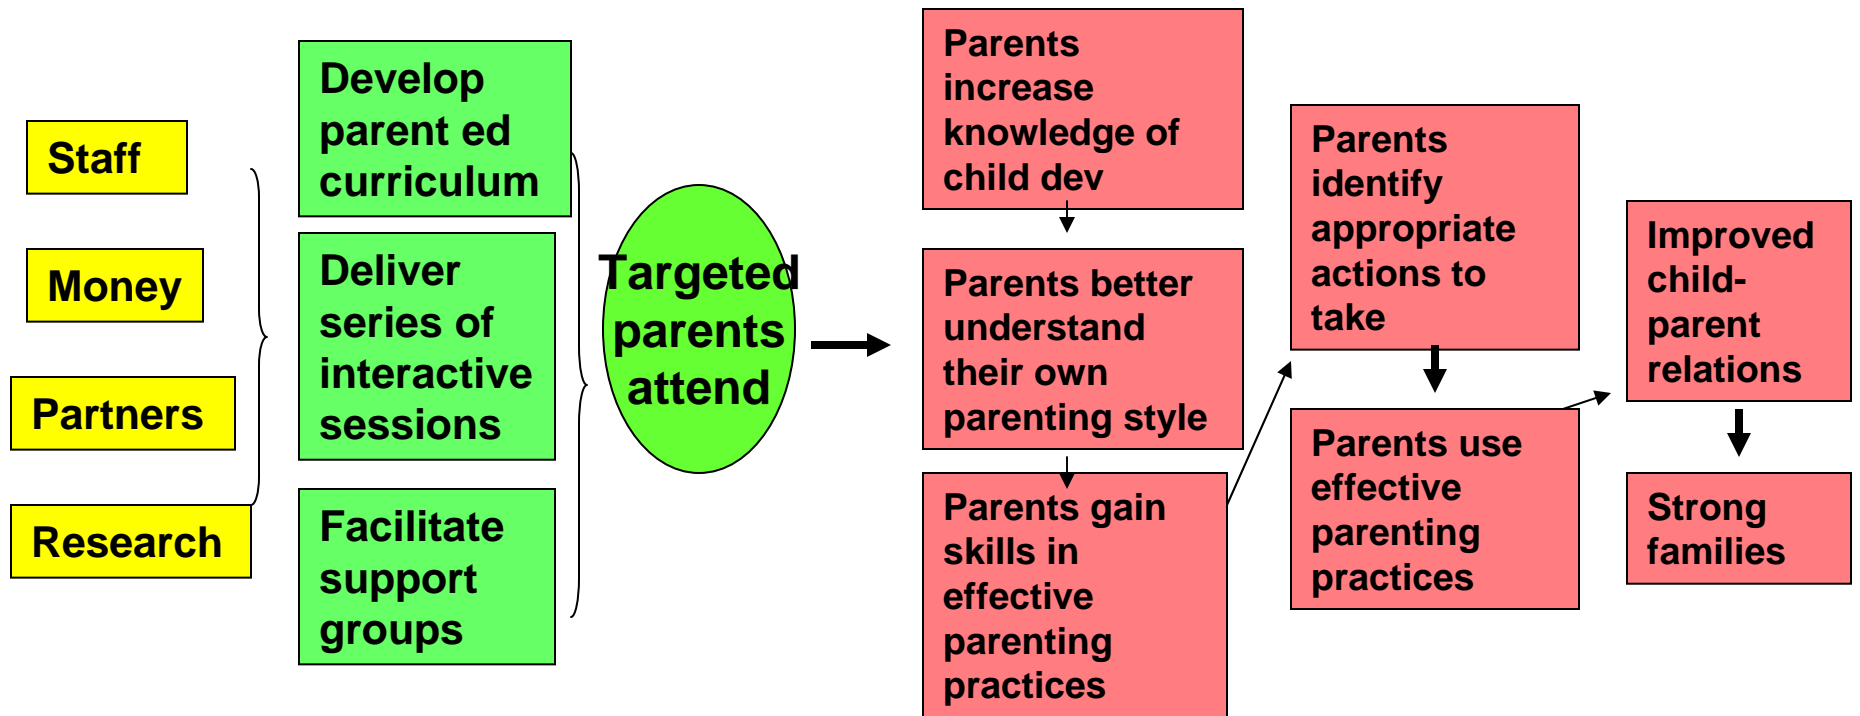 Staff
Money
Partners
Research
Develop
parent ed
curriculum
Deliver
series of
interactive
sessions
Facilitate
support
groups
Targeted
parents
attend
Parents
increase
knowledge of
child dev
Parents better
understand
their own
parenting style
Parents gain
skills in
effective
parenting
practices
Parents
identify
appropriate
actions to
take
Parents use
effective
parenting
practices
Improved
child-
parent
relations
Strong
families